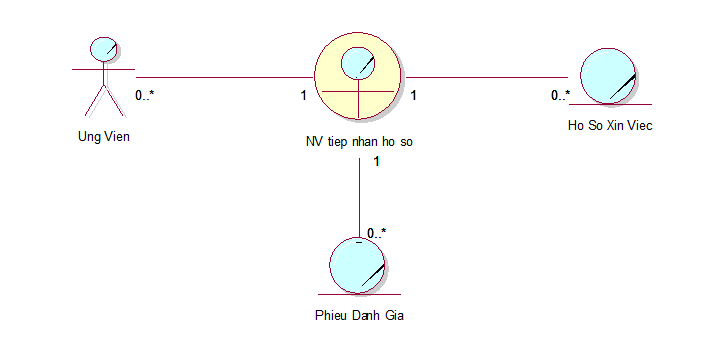 0..*
1
1
0..*
Ung Vien
NV tiep nhan ho so
Ho So Xin Viec
1
0..*
Phieu Danh Gia